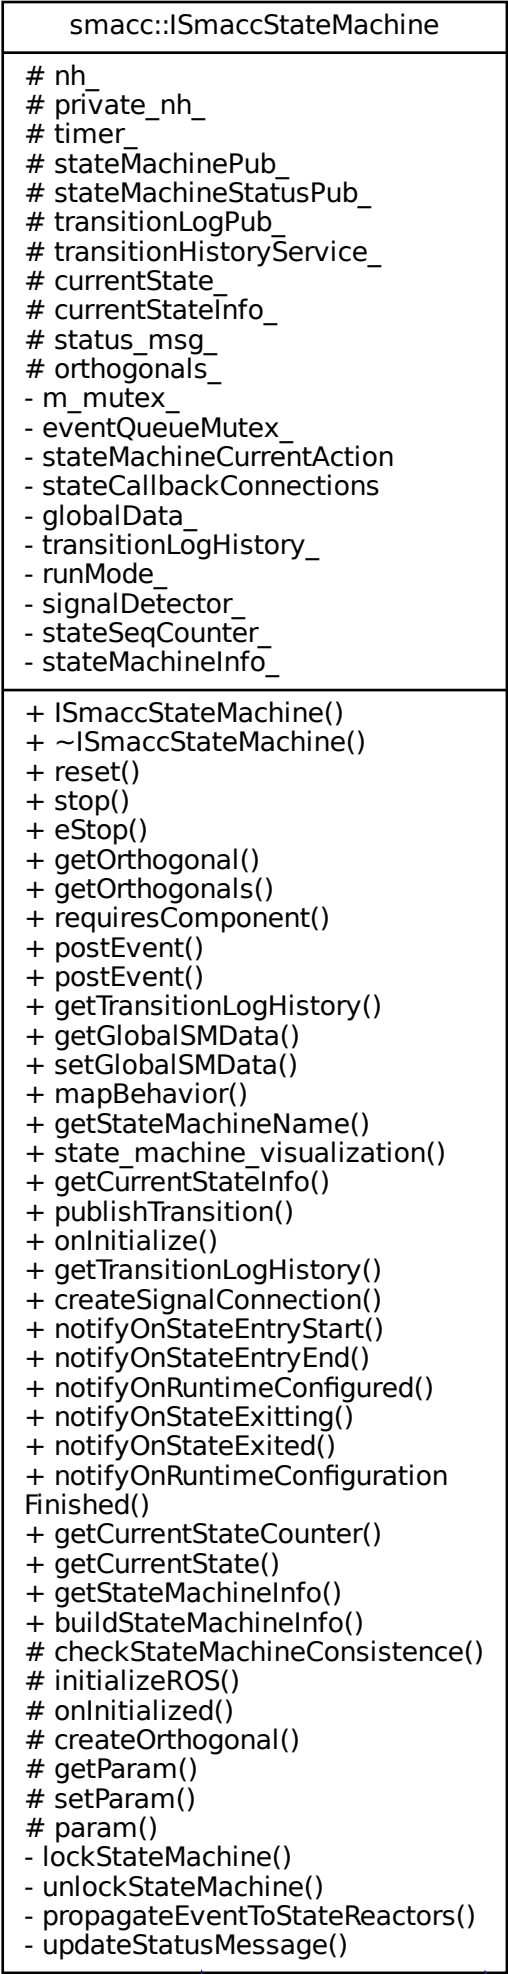 smacc::ISmaccStateMachine
# nh_
# private_nh_
# timer_
# stateMachinePub_
# stateMachineStatusPub_
# transitionLogPub_
# transitionHistoryService_
# currentState_
# currentStateInfo_
# status_msg_
# orthogonals_
- m_mutex_
- eventQueueMutex_
- stateMachineCurrentAction
- stateCallbackConnections
- globalData_
- transitionLogHistory_
- runMode_
- signalDetector_
- stateSeqCounter_
- stateMachineInfo_
+ ISmaccStateMachine()
+ ~ISmaccStateMachine()
+ reset()
+ stop()
+ eStop()
+ getOrthogonal()
+ getOrthogonals()
+ requiresComponent()
+ postEvent()
+ postEvent()
+ getTransitionLogHistory()
+ getGlobalSMData()
+ setGlobalSMData()
+ mapBehavior()
+ getStateMachineName()
+ state_machine_visualization()
+ getCurrentStateInfo()
+ publishTransition()
+ onInitialize()
+ getTransitionLogHistory()
+ createSignalConnection()
+ notifyOnStateEntryStart()
+ notifyOnStateEntryEnd()
+ notifyOnRuntimeConfigured()
+ notifyOnStateExitting()
+ notifyOnStateExited()
+ notifyOnRuntimeConfiguration
Finished()
+ getCurrentStateCounter()
+ getCurrentState()
+ getStateMachineInfo()
+ buildStateMachineInfo()
# checkStateMachineConsistence()
# initializeROS()
# onInitialized()
# createOrthogonal()
# getParam()
# setParam()
# param()
- lockStateMachine()
- unlockStateMachine()
- propagateEventToStateReactors()
- updateStatusMessage()